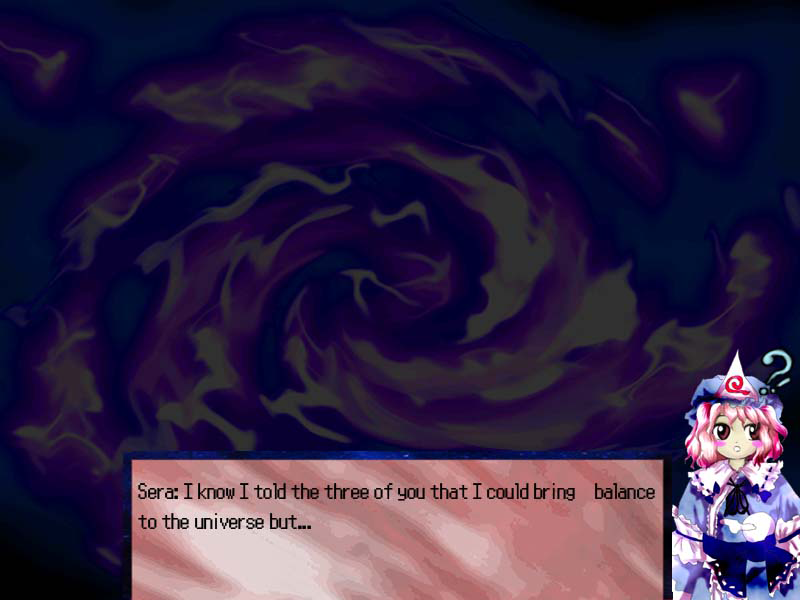 Sera: I know I told the three of you that I could bring   balance
to the universe but...
?